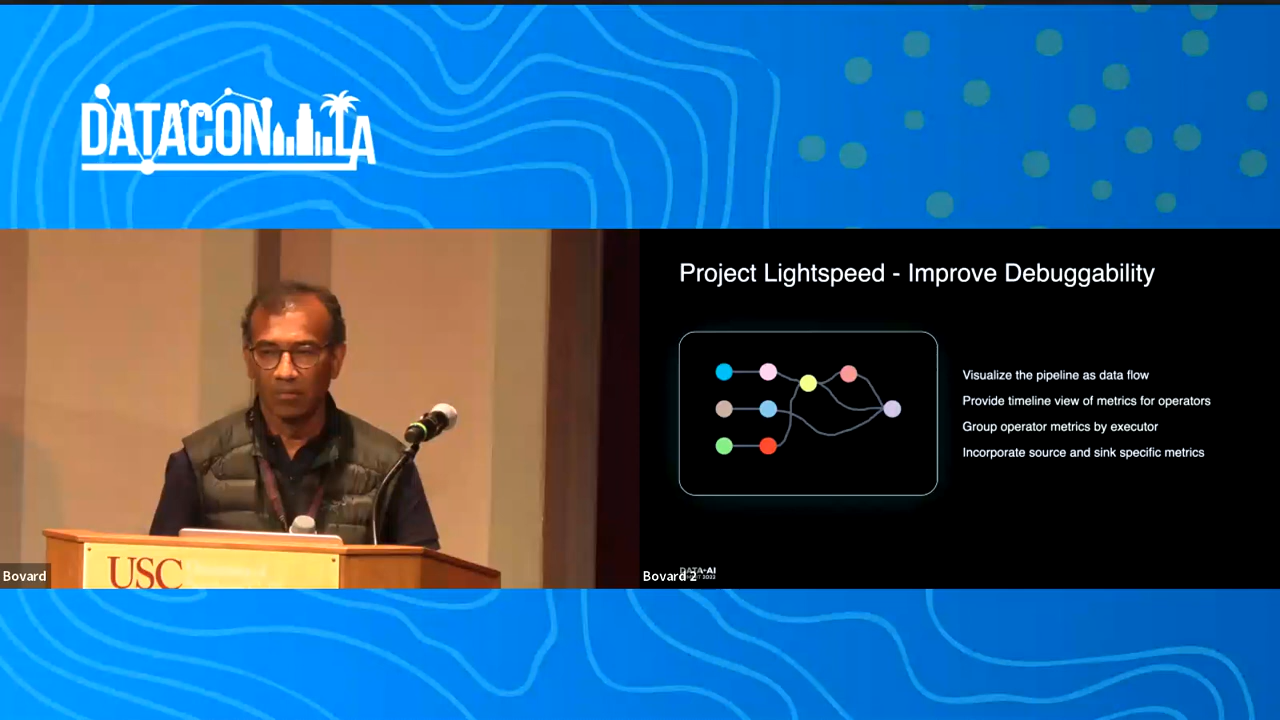 DATACON LA
Project Lightspeed - Improve Debuggability
Visualize the pipeline as data flow
Provide timeline view of metrics for operators
Group operator metrics by executor
Incorporate source and sink specific metrics
USC
Bovard
Bovard 2
DATA+AI
2022